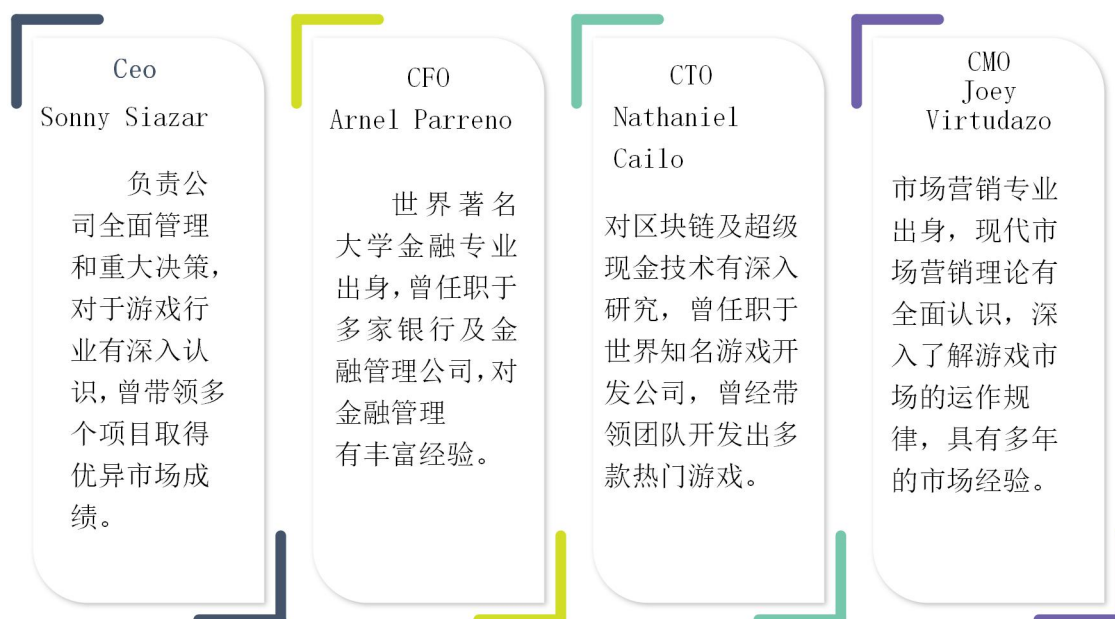 Ceo
Sonny Siazar
负责公
司全面管理
和重大决策，
对于游戏行
业有深入认
识，曾带领多
个项目取得
优异市场成
绩。
CFO
Arnel Parreno
世界著名
大学金融专业
出身，曾任职于
多家银行及金
融管理公司，对
金融管理
有丰富经验。
CTO
Nathaniel
Cailo
对区块链及超级
现金技术有深入
研究，曾任职于
世界知名游戏开
发公司，曾经带
领团队开发出多
款热门游戏。
CMO
Joey
Virtudazo
市场营销专业
出身，现代市
场营销理论有
全面认识，深
入了解游戏市
场的运作规
律，具有多年
的市场经验。